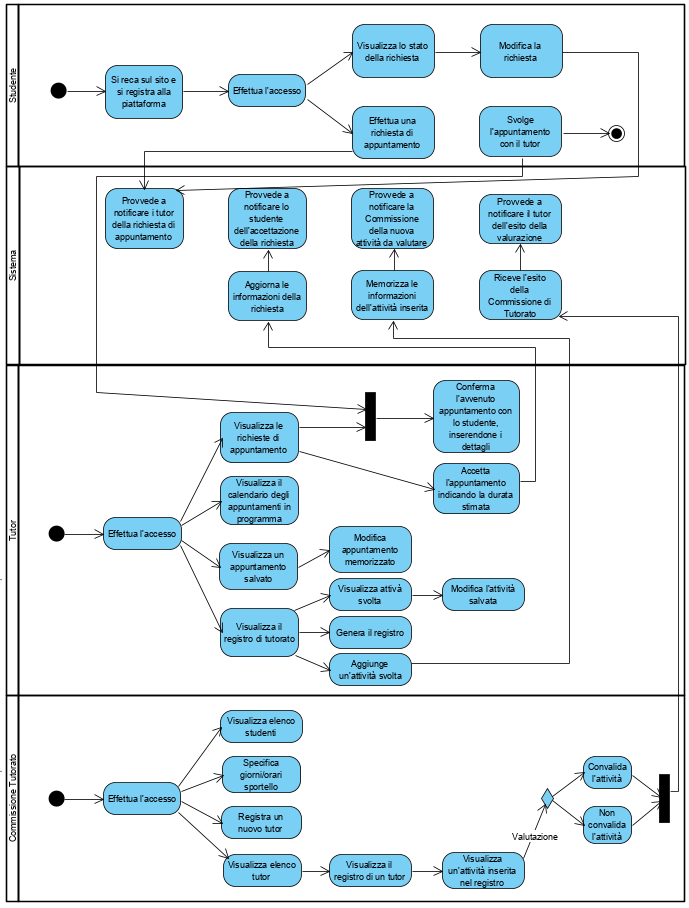 Studente
Si reca sul sito e
si registra alla
piattaforma
Effettua l'accesso
Visualizza lo stato
della richiesta
Modifica la
richiesta
Effettua una
richiesta di
appuntamento
Svolge
l'appuntamento
con il tutor
Sistema
Provvede a
notificare i tutor
della richiesta di
appuntamento
Provvede a
notificare lo
studente
dell'accettazione
della richiesta
Provvede a
notificare la
Commissione
della nuova
attività da valutare
Provvede a
notificare il tutor
dell'esito della
valurazione
Aggiorna le
informazioni della
richiesta
Memorizza le
informazioni
dell'attività inserita
Riceve l'esito
della
Commissione di
Tutorato
Tutor
Effettua l'accesso
Visualizza le
richieste di
appuntamento
Conferma
l'avvenuto
appuntamento con
lo studente,
inserendone i
dettagli
Accetta
l'appuntamento
indicando la durata
stimata
Visualizza il
calendario degli
appuntamenti in
programma
Visualizza un
appuntamento
salvato
Modifica
appuntamento
memorizzato
Visualizza il
registro di tutorato
Visualizza attivà
svolta
Modifica l'attività
salvata
Genera il registro
Aggiunge
un'attività svolta
Commissione Tutorato
Effettua l'accesso
Visualizza elenco
studenti
Specifica
giorni/orari
sportello
Registra un
nuovo tutor
Visualizza elenco
tutor
Visualizza il
registro di un tutor
Visualizza
un'attività inserita
nel registro
Valutazione
Convalida
l'attività
Non
convalida
l'attività